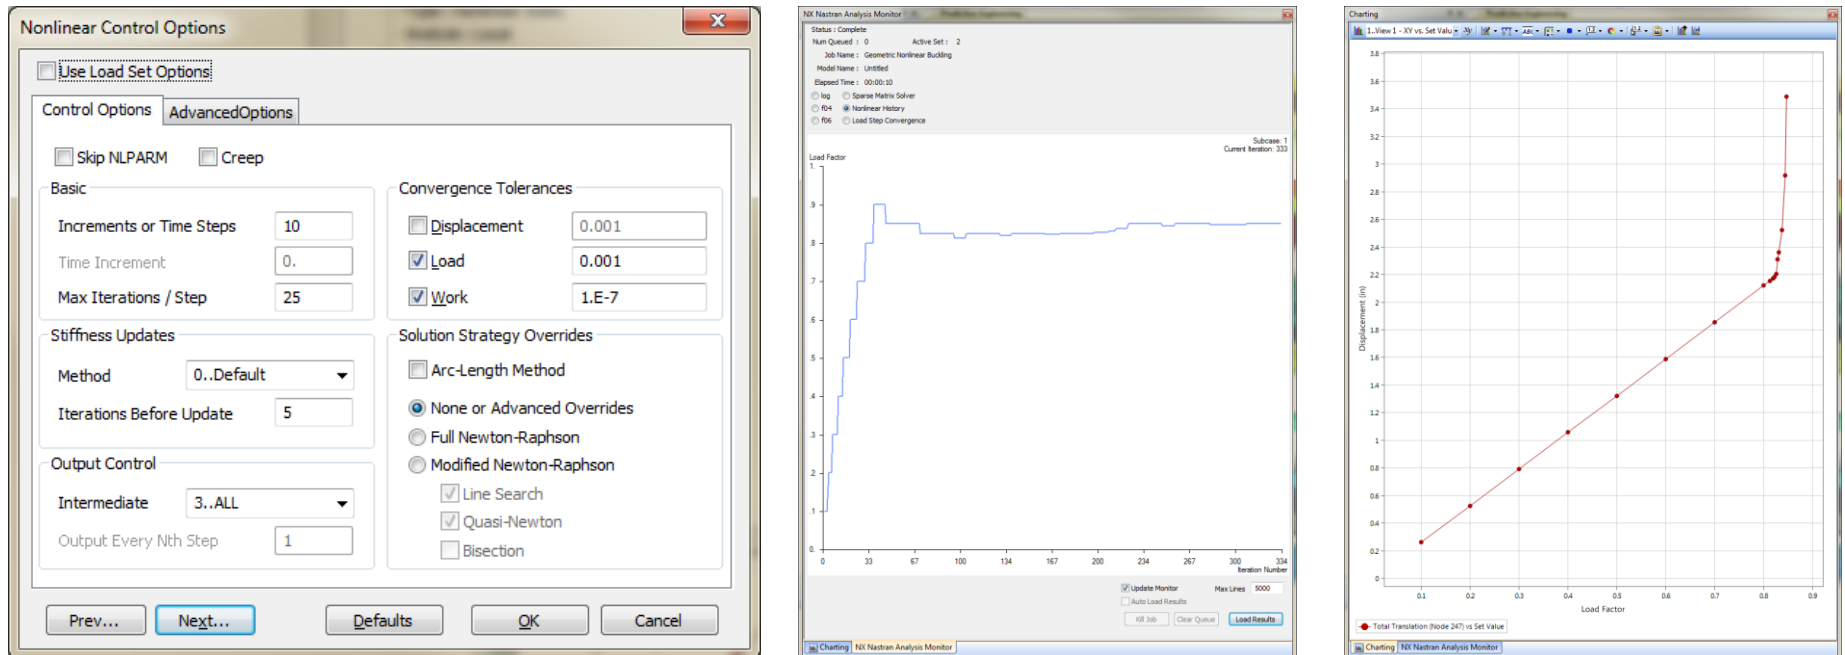 Nonlinear Control Options
Use Load Set Options
Control Options
AdvancedOptions
Skip NLPARM
Creep
Basic
Increments or Time Steps
10
Time Increment
0.
Max Iterations / Step
25
Convergence Tolerances
Displacement
0.001
Load
0.001
Work
1.E-7
Stiffness Updates
Method
0..Default
Iterations Before Update
5
Output Control
Intermediate
3..ALL
Output Every Nth Step
1
Solution Strategy Overrides
Arc-Length Method
None or Advanced Overrides
Full Newton-Raphson
Modified Newton-Raphson
Line Search
Quasi-Newton
Bisection
Prev...
Next...
Defaults
OK
Cancel
NX Nastran Analysis Monitor
Status : Complete
Num Queued : 0 Active Set : 2
Job Name : Geometric Nonlinear Buckling
Model Name : Untitled
Elapsed Time : 00:00:10
log Sparse Matrix Solver
f04 Nonlinear History
f06 Load Step Convergence
Subcase: 1
Current Iteration: 333
Load Factor
1.
.9
.8
.7
.6
.5
.4
.3
.2
.1
0.
0 33 67 100 134 167 200 234 267 300 334
Iteration Number
Update Monitor
Max Lines 5000
Auto Load Results
Kill Job
Clear Queue
Load Results
Charting
NX Nastran Analysis Monitor
Charting
1..View 1 - XY vs. Set Valu
3.8
3.6
3.4
3.2
3
2.8
2.6
2.4
2.2
2
1.8
1.6
1.4
1.2
1
0.8
0.6
0.4
0.2
0
Displacement (in)
0.1 0.2 0.3 0.4 0.5 0.6 0.7 0.8 0.9
Load Factor
Total Translation (Node 247) vs Set Value
Charting
NX Nastran Analysis Monitor